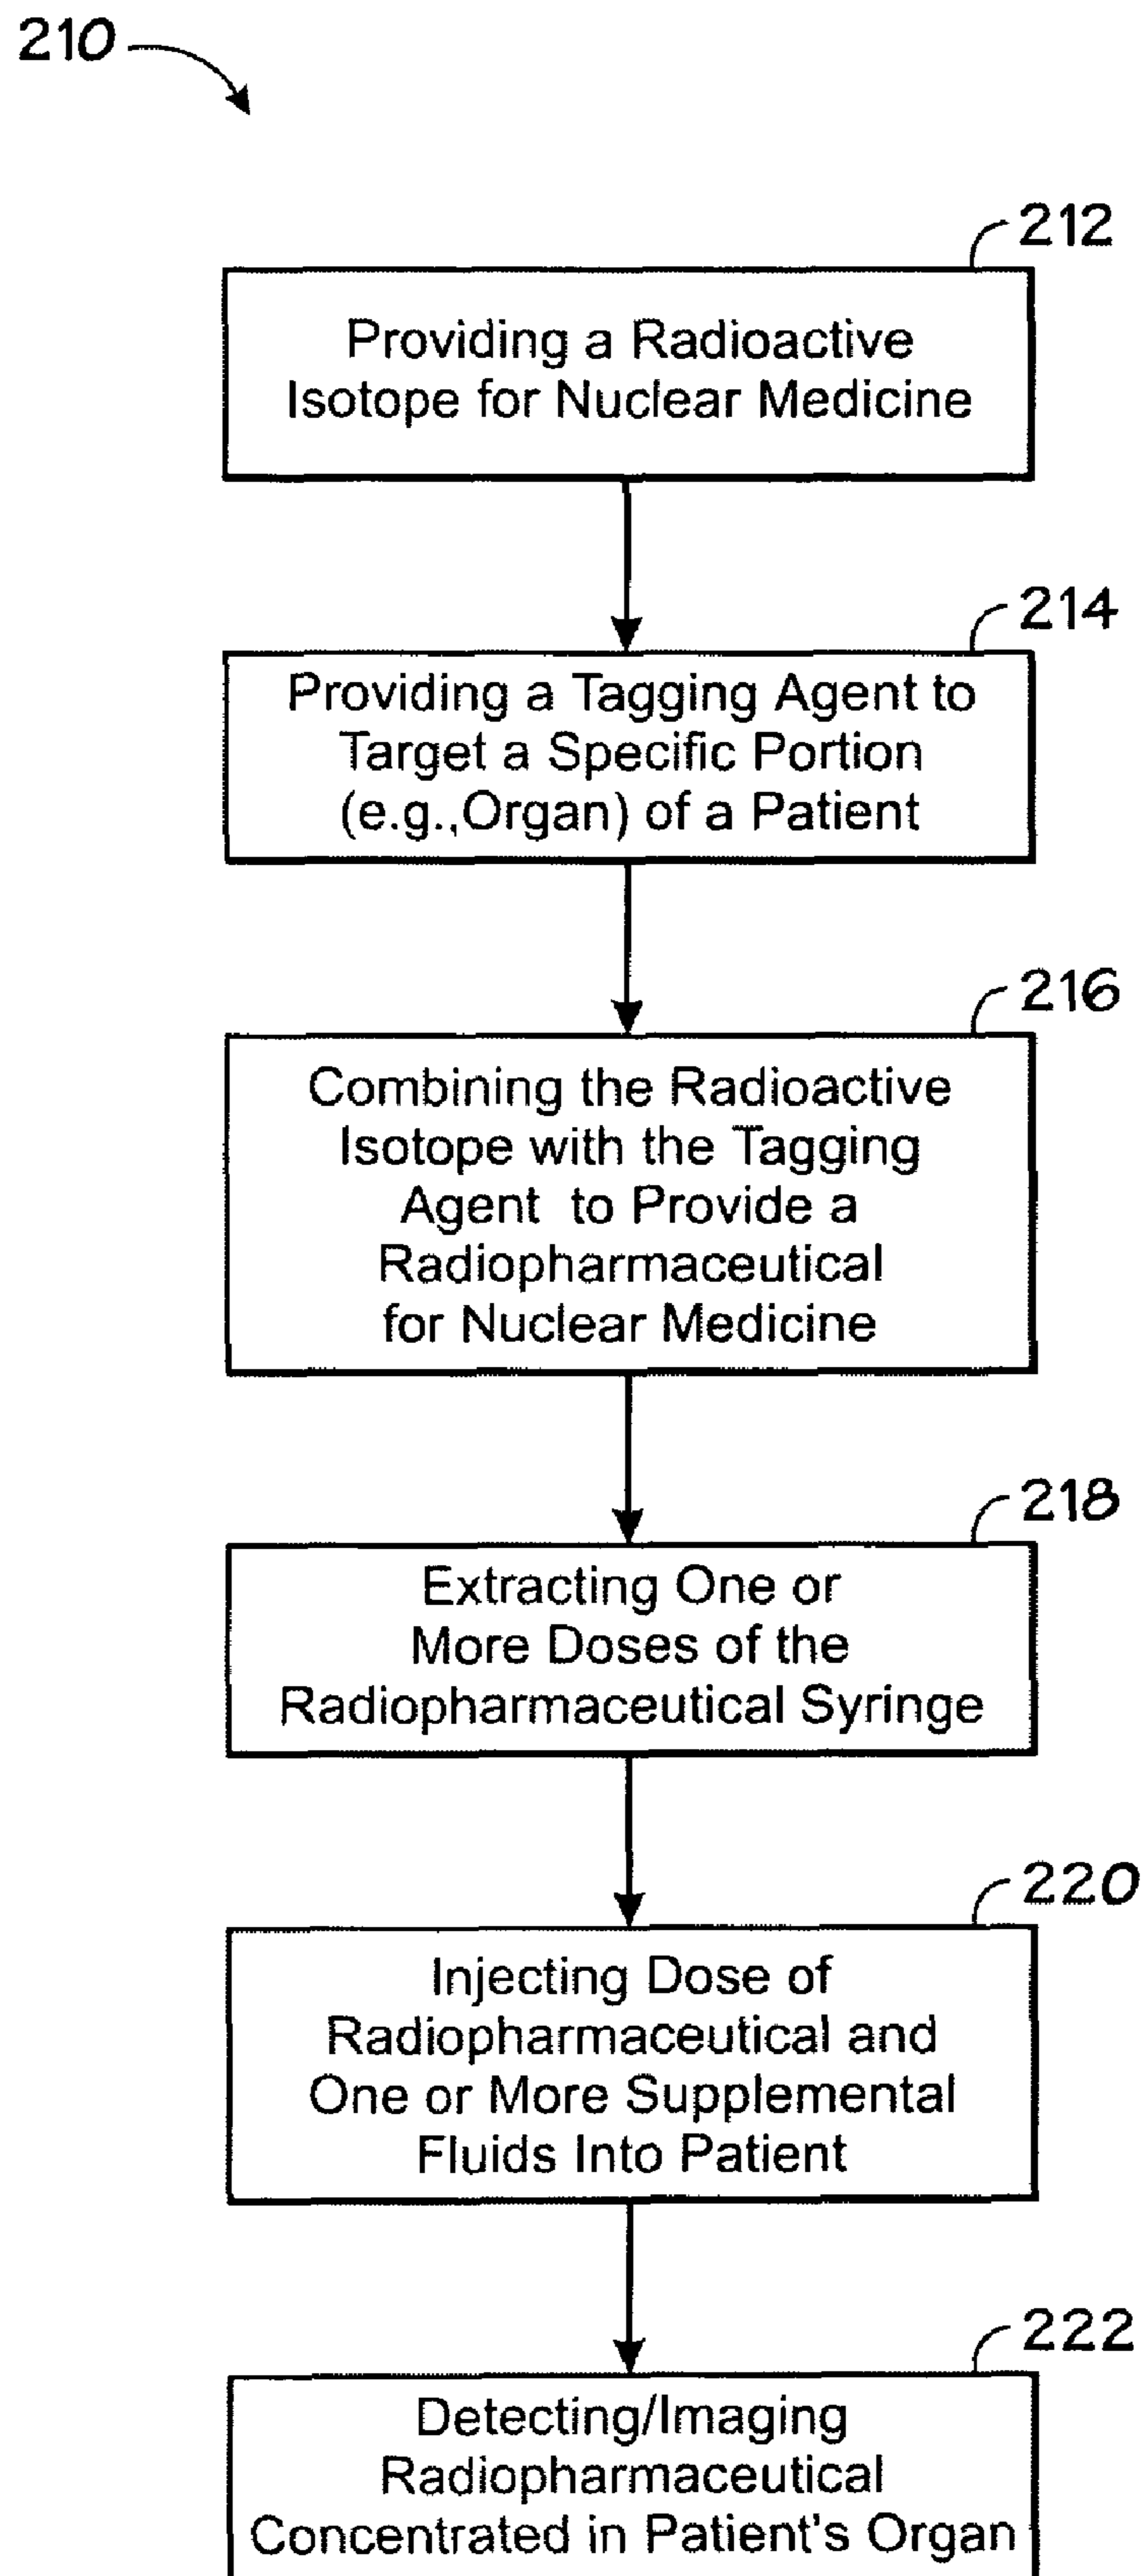 210
212
Providing a Radioactive
Isotope for Nuclear Medicine
214
Providing a Tagging Agent to
Target a Specific Portion
(e.g.,Organ) of a Patient
216
Combining the Radioactive
Isotope with the Tagging
Agent to Provide a
Radiopharmaceutical
for Nuclear Medicine
218
Extracting One or
More Doses of the
Radiopharmaceutical Syringe
220
Injecting Dose of
Radiopharmaceutical and
One or More Supplemental
Fluids Into Patient
222
Detecting/Imaging
Radiopharmaceutical
Concentrated in Patient's Organ